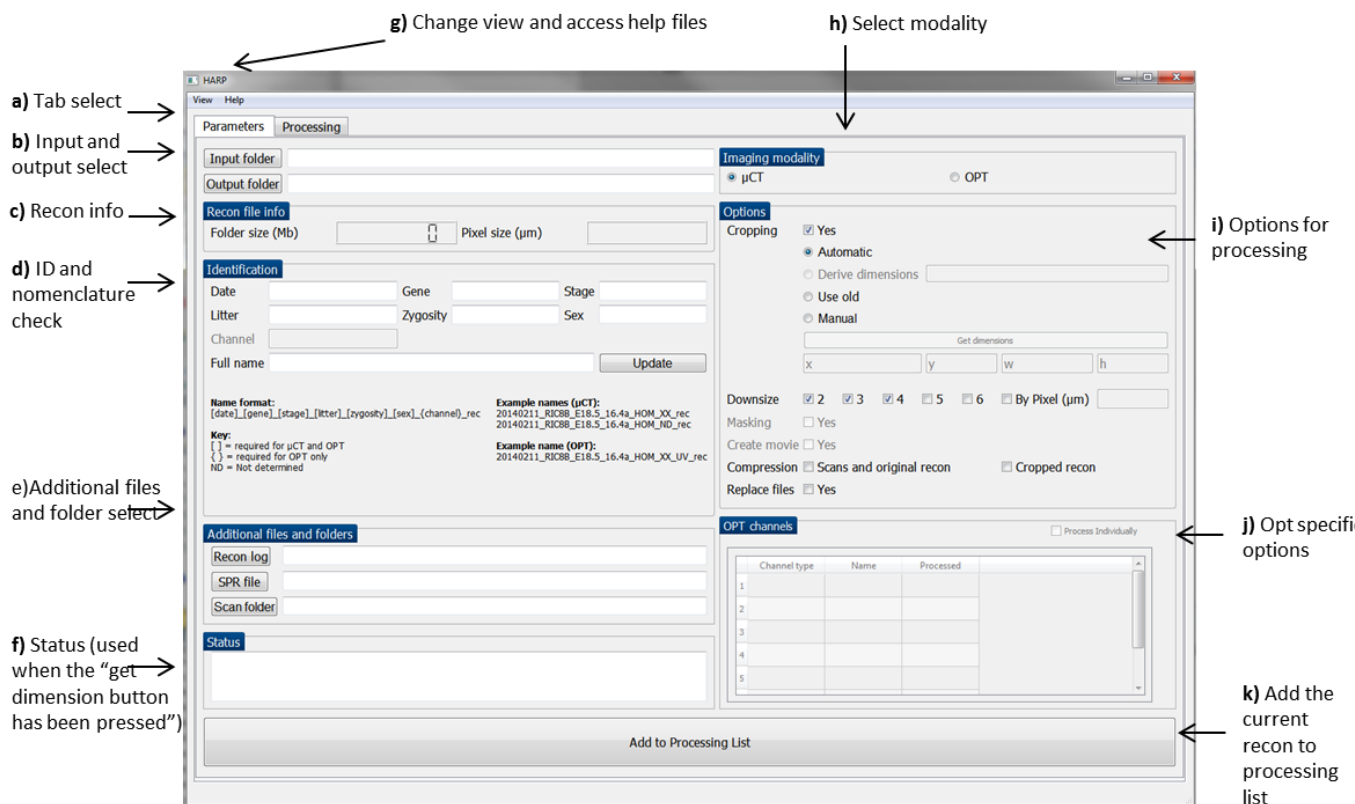 g) Change view and access help files
h) Select modality
HARP
View Help
a) Tab select
Parameters Processing
b) Input and
output select
Input folder
Output folder
Imaging modality
µCT OPT
c) Recon info
Recon file info
Folder size (Mb) 0 Pixel size (µm)
d) ID and
nomenclature
check
Identification
Date Gene Stage
Litter Zygosity Sex
Channel
Full name Update
Name format:
[date]_[gene]_[stage]_[litter]_[zygosity]_[sex]_{channel}_rec
Key:
[ ] = required for µCT and OPT
{ } = required for OPT only
ND = Not determined
Example names (µCT):
20140211_RIC8B_E18.5_16.4a_HOM_XX_rec
20140211_RIC8B_E18.5_16.4a_HOM_ND_rec
Example name (OPT):
20140211_RIC8B_E18.5_16.4a_HOM_XX_UV_rec
e)Additional files
and folder select
Additional files and folders
Recon log
SPR file
Scan folder
f) Status (used
when the “get
dimension button
has been pressed”)
Status
Options
Cropping Yes
Automatic
Derive dimensions
Use old
Manual
Get dimensions
x y w h
Downsize 2 3 4 5 6 By Pixel (µm)
Masking Yes
Create movie Yes
Compression Scans and original recon Cropped recon
Replace files Yes
i) Options for
processing
OPT channels Process Individually
Channel type Name Processed
1
2
3
4
5
j) Opt specifi
options
Add to Processing List
k) Add the
current
recon to
processing
list